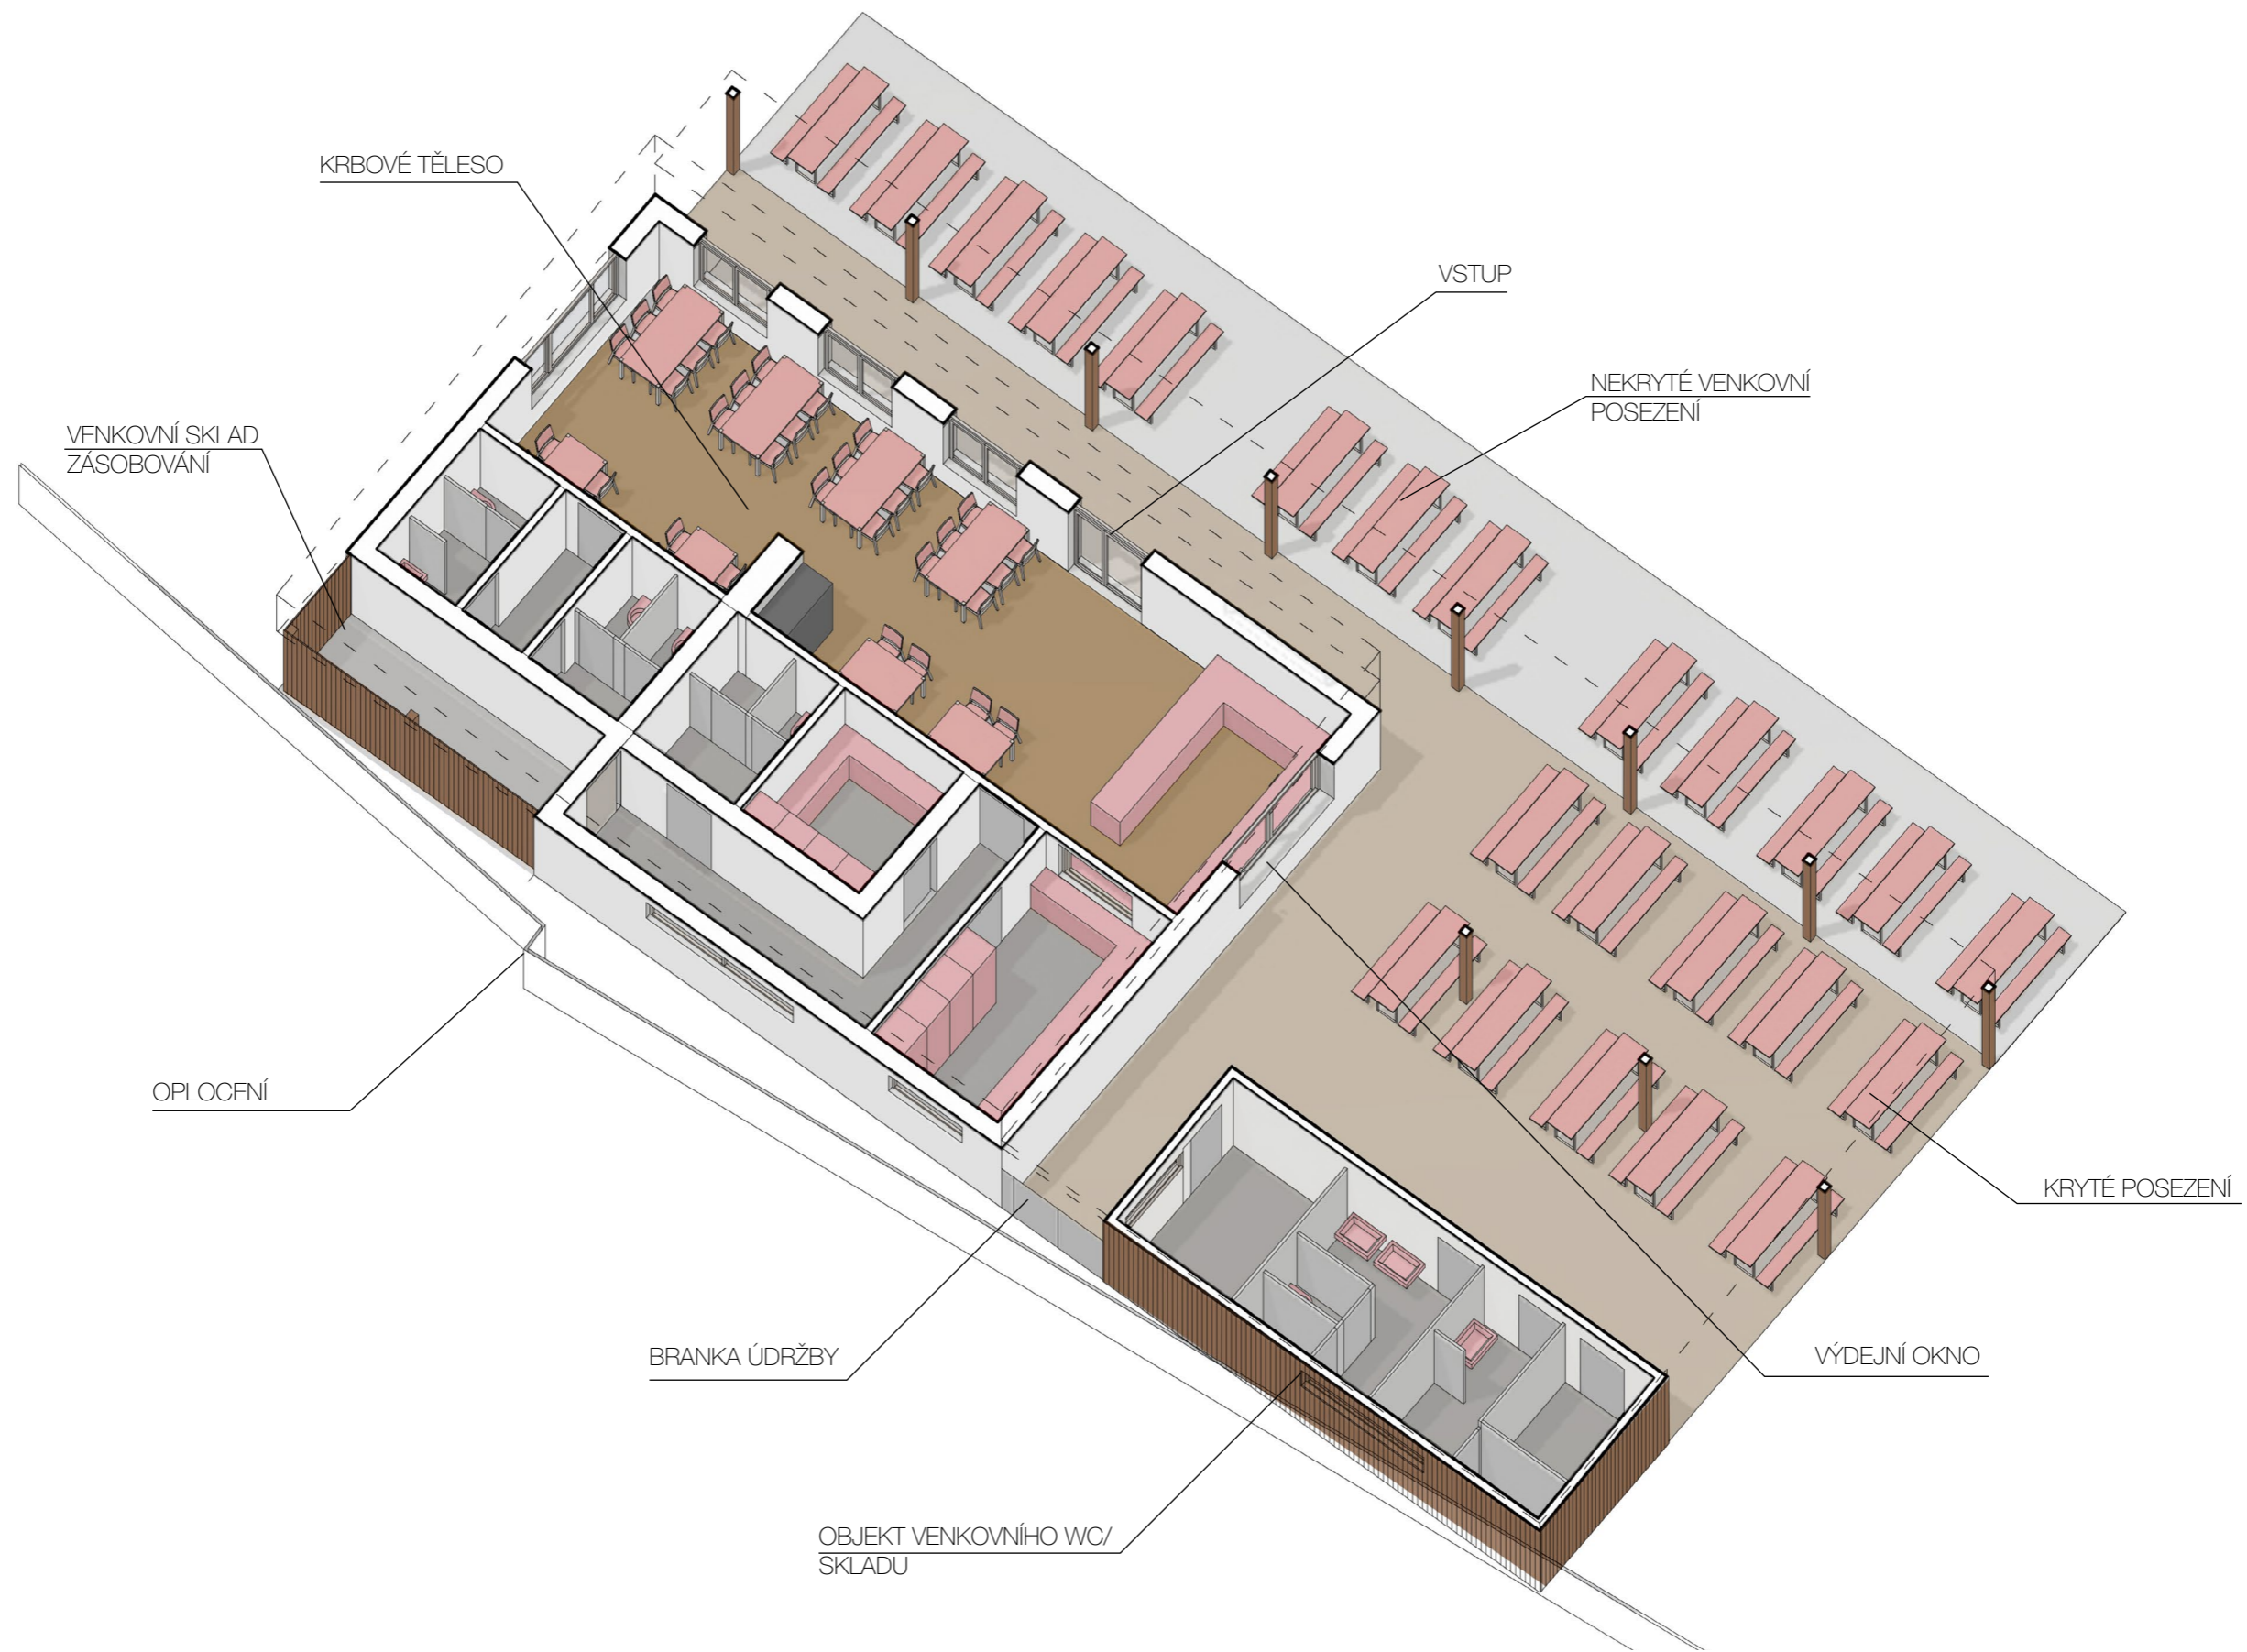 KRBOVÉ TĚLESO
VSTUP
NEKRYTÉ VENKOVNÍ
POSEZENÍ
VENKOVNÍ SKLAD
ZÁSOBOVÁNÍ
OPLOCENÍ
KRYTÉ POSEZENÍ
BRANKA ÚDRŽBY
VÝDEJNÍ OKNO
OBJEKT VENKOVNÍHO WC/
SKLADU